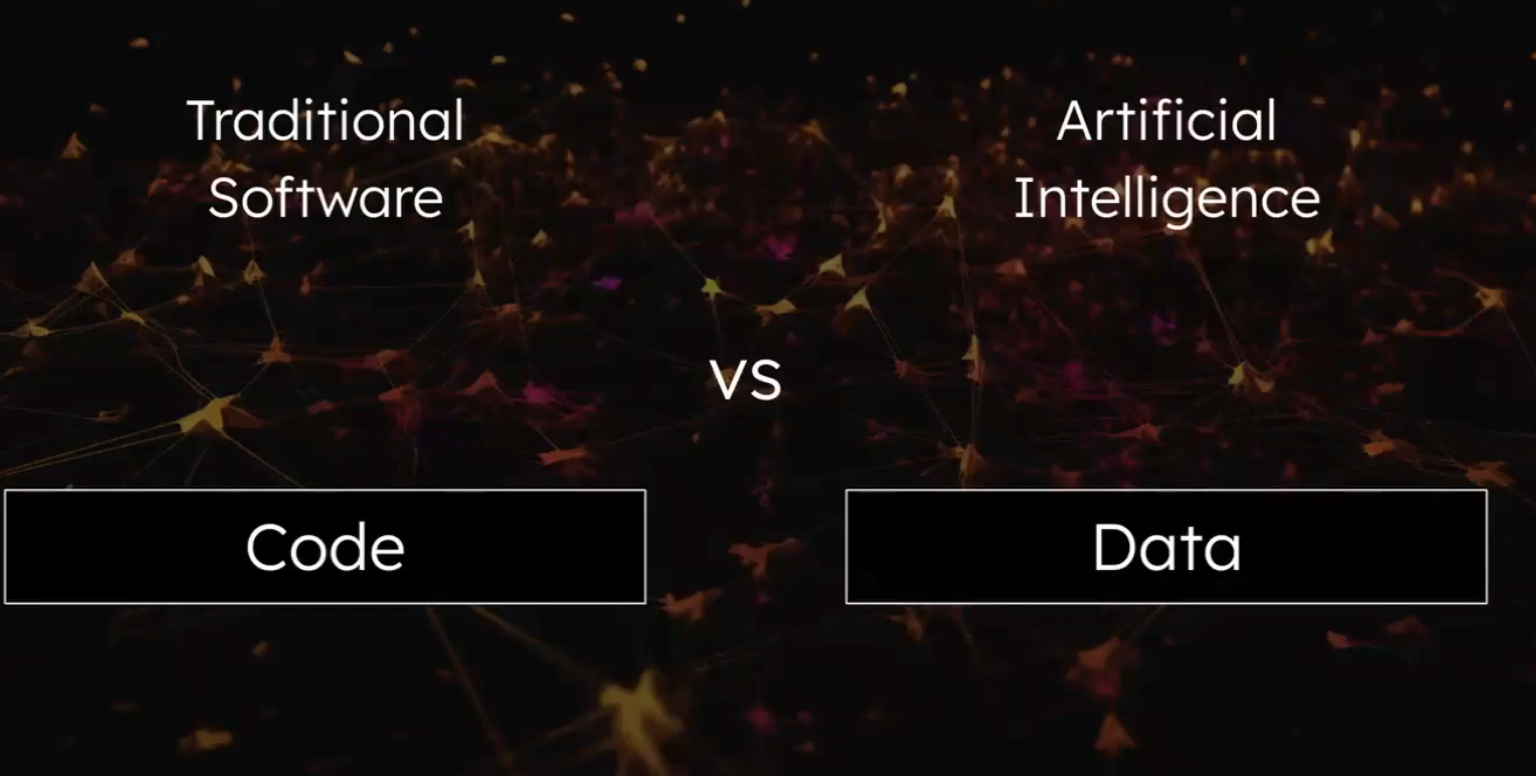 Traditional
Software
Artificial
Intelligence
vs
Code
Data